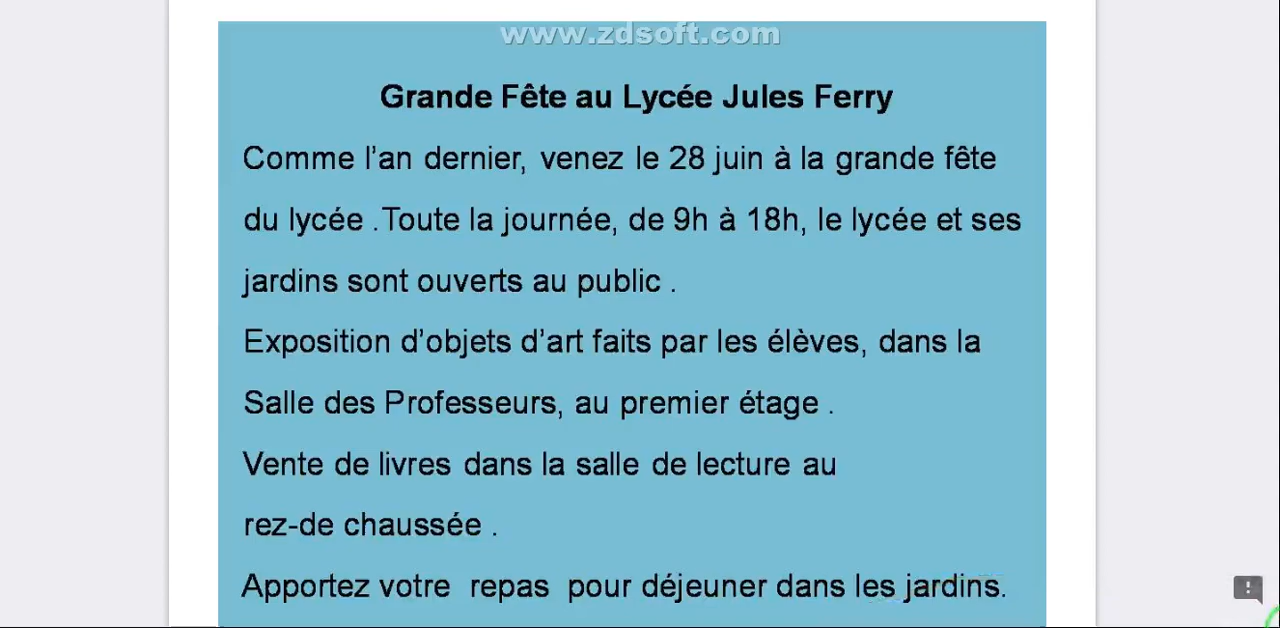 www.zdsoft.com
Grande Fête au Lycée Jules Ferry
Comme l’an dernier, venez le 28 juin à la grande fête
du lycée .Toute la journée, de 9h à 18h, le lycée et ses
jardins sont ouverts au public .
Exposition d’objets d’art faits par les élèves, dans la
Salle des Professeurs, au premier étage .
Vente de livres dans la salle de lecture au
rez-de chaussée .
Apportez votre repas pour déjeuner dans les jardins.